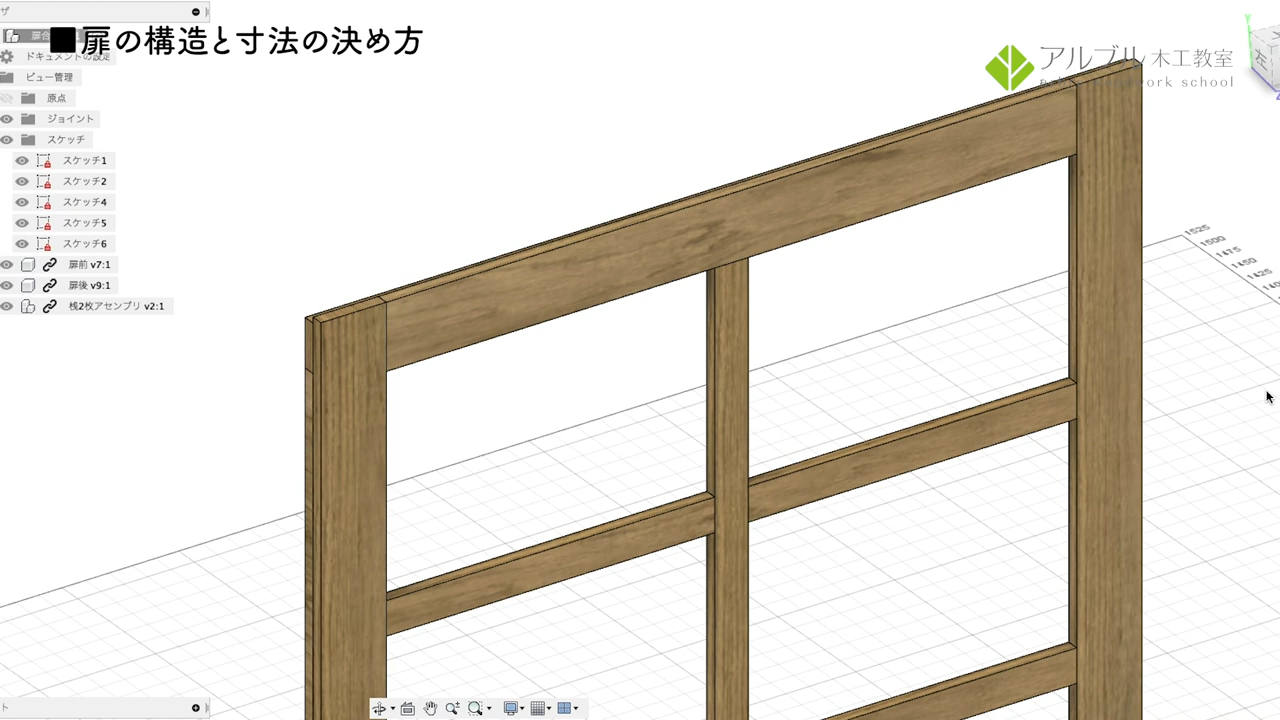 ザ
■扉の構造と寸法の決め方
ドキュメントの設定
ビュー管理
原点
ジョイント
スケッチ
スケッチ1
スケッチ2
スケッチ4
スケッチ5
スケッチ6
扉前 v7:1
扉後 v9:1
桟2枚アセンブリ v2:1
アルブル木工教室
work school
1525
1500
1475
1450
1425
ト